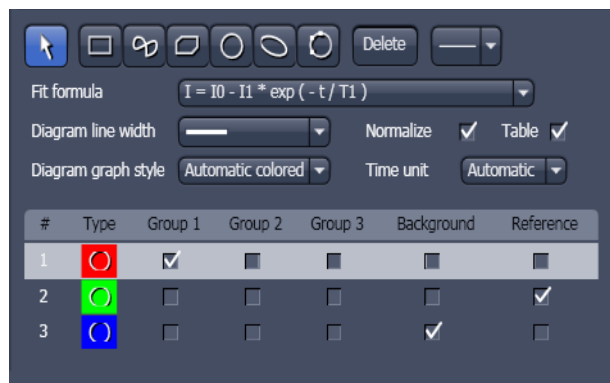 Delete
Fit formula I = I0 - I1 * exp ( - t / T1 )
Diagram line width Normalize Table
Diagram graph style Automatic colored Time unit Automatic
# Type Group 1 Group 2 Group 3 Background Reference
1
2
3